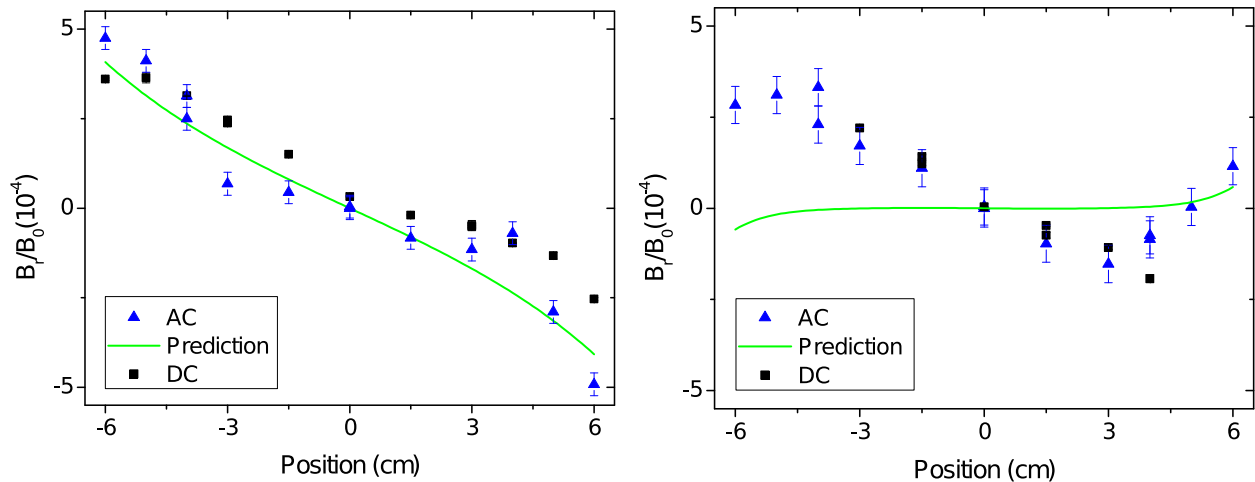 5
0
-5
Bᵣ/B₀(10⁻⁴)
AC
Prediction
DC
-6 -3 0 3 6
Position (cm)
5
0
-5
Bᵣ/B₀(10⁻⁴)
AC
Prediction
DC
-6 -3 0 3 6
Position (cm)